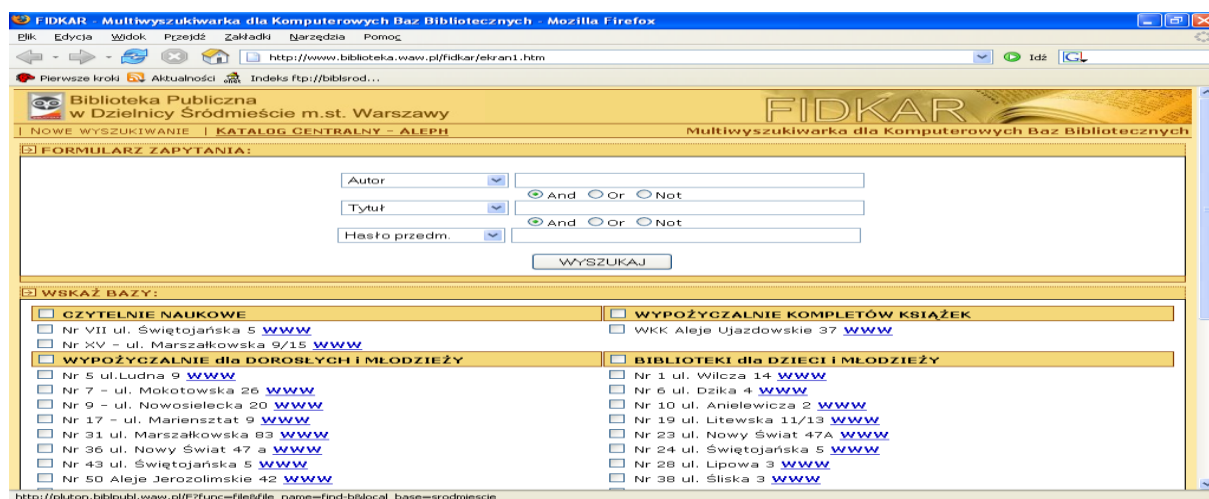 FIDKAR - Multiwyszukiwarka dla Komputerowych Baz Bibliotecznych - Mozilla Firefox
Plik Edycja Widok Przejdź Zakładki Narzędzia Pomoc
http://www.biblioteka.waw.pl/fidkar/ekran1.htm Idź G
Pierwsze kroki Aktualności Indeks ftp://biblsrod...
Biblioteka Publiczna
w Dzielnicy Śródmieście m.st. Warszawy
FIDKAR
| NOWE WYSZUKIWANIE | KATALOG CENTRALNY - ALEPH
Multiwyszukiwarka dla Komputerowych Baz Bibliotecznych
FORMULARZ ZAPYTANIA:
Autor
And Or Not
Tytuł
And Or Not
Hasło przedm.
WYSZUKAJ
WSKAŻ BAZY:
CZYTELNIE NAUKOWE
Nr VII ul. Świętojańska 5 WWW
Nr XV - ul. Marszałkowska 9/15 WWW
WYPOŻYCZALNIE dla DOROSŁYCH i MŁODZIEŻY
Nr 5 ul.Ludna 9 WWW
Nr 7 - ul. Mokotowska 26 WWW
Nr 9 - ul. Nowosielecka 20 WWW
Nr 17 - ul. Mariensztat 9 WWW
Nr 31 ul. Marszałkowska 83 WWW
Nr 36 ul. Nowy Świat 47 a WWW
Nr 43 ul. Świętojańska 5 WWW
Nr 50 Aleje Jerozolimskie 42 WWW
WYPOŻYCZALNIE KOMPLETÓW KSIĄŻEK
WKK Aleje Ujazdowskie 37 WWW
BIBLIOTEKI dla DZIECI i MŁODZIEŻY
Nr 1 ul. Wilcza 14 WWW
Nr 6 ul. Dzika 4 WWW
Nr 10 ul. Anielewicza 2 WWW
Nr 19 ul. Litewska 11/13 WWW
Nr 23 ul. Nowy Świat 47A WWW
Nr 24 ul. Świętojańska 5 WWW
Nr 28 ul. Lipowa 3 WWW
Nr 38 ul. Śliska 3 WWW
http://pluton.biblpubl.waw.pl/F?func=file&file_name=find-b&local_base=srodmiescie